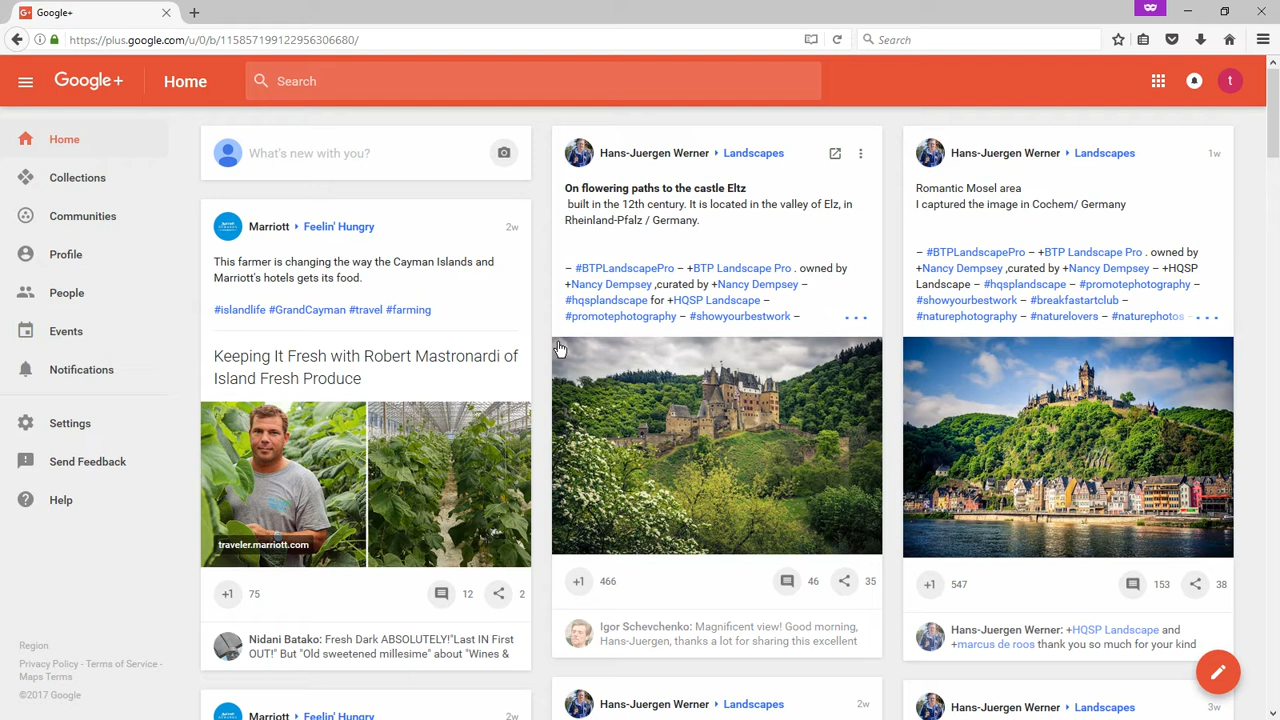 Google+
https://plus.google.com/u/0/b/115857199122956306680/
Search
Google+
Home
Search
t
Home
Collections
Communities
Profile
People
Events
Notifications
Settings
Send Feedback
Help
Region
Privacy Policy - Terms of Service -
Maps Terms
©2017 Google
What's new with you?
Marriott ▸ Feelin' Hungry
2w
This farmer is changing the way the Cayman Islands and
Marriott's hotels gets its food.
#islandlife #GrandCayman #travel #farming
Keeping It Fresh with Robert Mastronardi of
Island Fresh Produce
traveler.marriott.com
+1 75 12 2
Nidani Batako: Fresh Dark ABSOLUTELY!"Last IN First
OUT!" But "Old sweetened millesime" about "Wines &
Marriott ▸ Feelin' Hungry
2w
Hans-Juergen Werner ▸ Landscapes
On flowering paths to the castle Eltz
built in the 12th century. It is located in the valley of Elz, in
Rheinland-Pfalz / Germany.
– #BTPLandscapePro – +BTP Landscape Pro . owned by
+Nancy Dempsey ,curated by +Nancy Dempsey –
#hqsplandscape for +HQSP Landscape –
#promotephotography – #showyourbestwork –
+1 466 46 35
Igor Schevchenko: Magnificent view! Good morning,
Hans-Juergen, thanks a lot for sharing this excellent
Hans-Juergen Werner ▸ Landscapes
2w
Hans-Juergen Werner ▸ Landscapes
1w
Romantic Mosel area
I captured the image in Cochem/ Germany
– #BTPLandscapePro – +BTP Landscape Pro . owned by
+Nancy Dempsey ,curated by +Nancy Dempsey – +HQSP
Landscape – #hqsplandscape – #promotephotography –
#showyourbestwork – #breakfastartclub –
#naturephotography – #naturelovers – #naturephotos –
+1 547 153 38
Hans-Juergen Werner: +HQSP Landscape and
+marcus de roos thank you so much for your kind
Hans-Juergen Werner ▸ Landscapes
3w